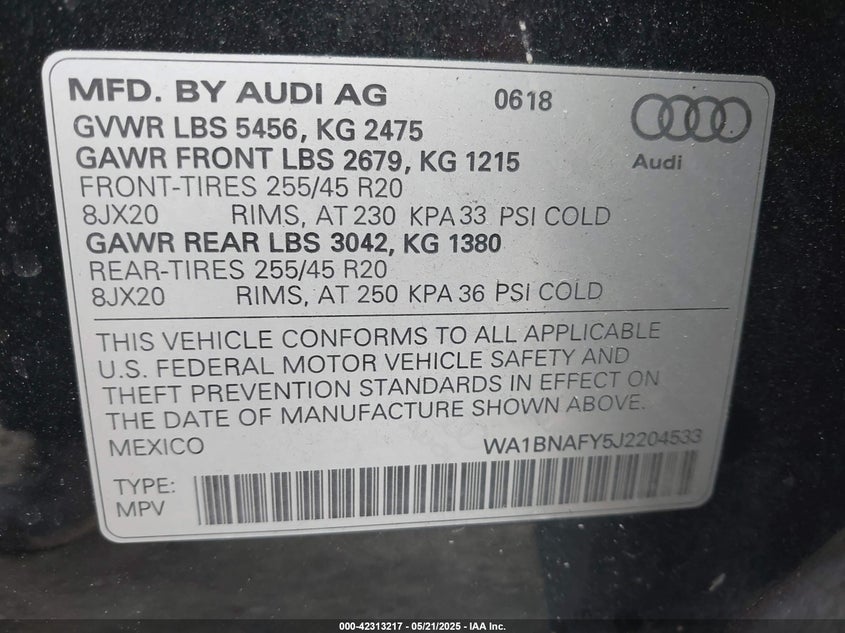 MFD. BY AUDI AG 0618
GVWR LBS 5456, KG 2475
GAWR FRONT LBS 2679, KG 1215
Audi
FRONT-TIRES 255/45 R20
8JX20 RIMS, AT 230 KPA 33 PSI COLD
GAWR REAR LBS 3042, KG 1380
REAR-TIRES 255/45 R20
8JX20 RIMS, AT 250 KPA 36 PSI COLD
THIS VEHICLE CONFORMS TO ALL APPLICABLE
U.S. FEDERAL MOTOR VEHICLE SAFETY AND
THEFT PREVENTION STANDARDS IN EFFECT ON
THE DATE OF MANUFACTURE SHOWN ABOVE.
MEXICO WA1BNAFY5J2204533
TYPE:
MPV
000-42313217 - 05/21/2025 - IAA Inc.